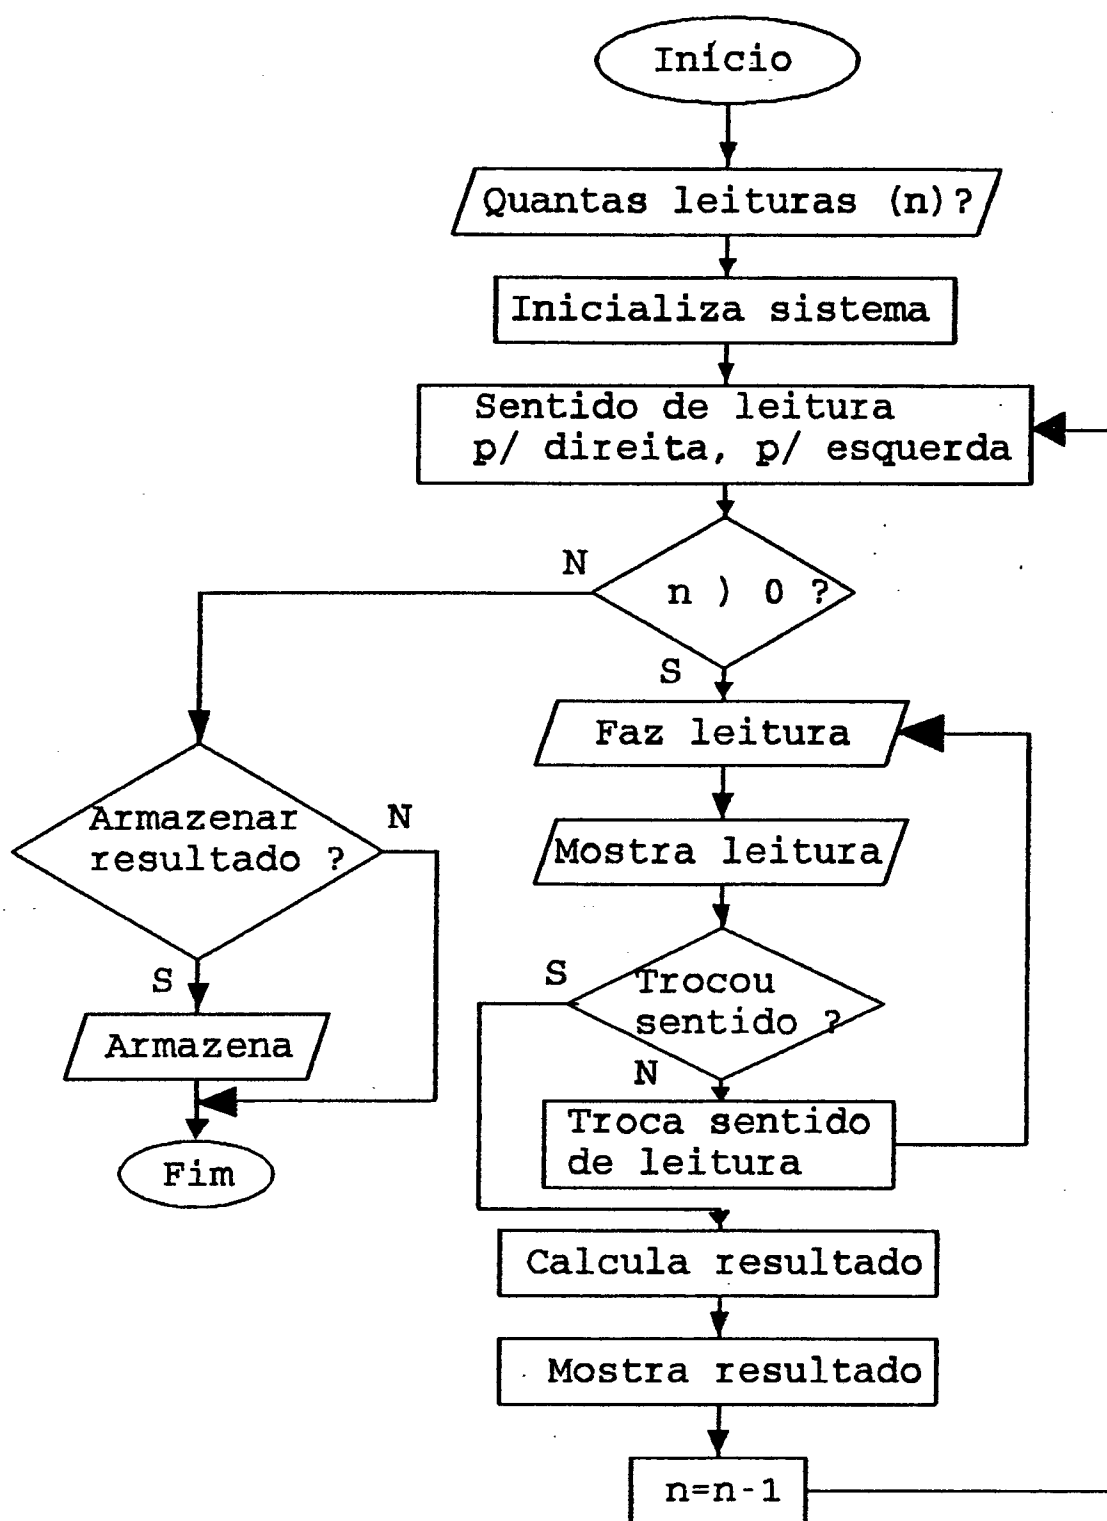 Início
Quantas leituras (n)?
Inicializa sistema
Sentido de leitura
p/ direita, p/ esquerda
N
n ) 0 ?
S
Faz leitura
Armazenar
resultado ?
N
Mostra leitura
S
Trocou
sentido ?
S
Armazena
N
Troca sentido
de leitura
Fim
Calcula resultado
Mostra resultado
n=n-1